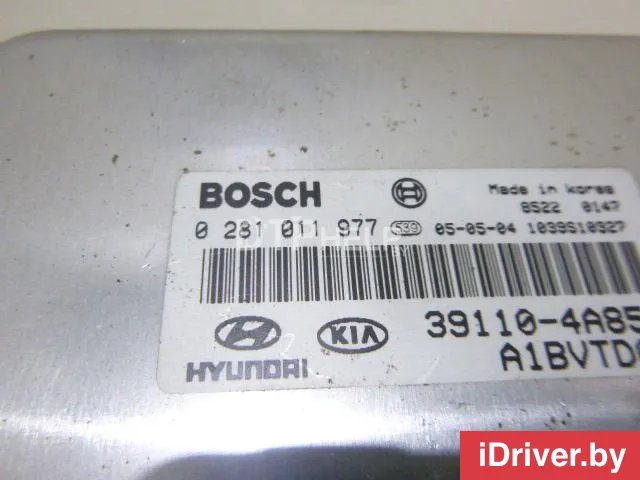 BOSCH
Made in korea
8522 0147
0 281 011 977 539 05-05-04 1039S10327
39110-4A85
HYUNDAI KIA
A1BVTD
iDriver.by